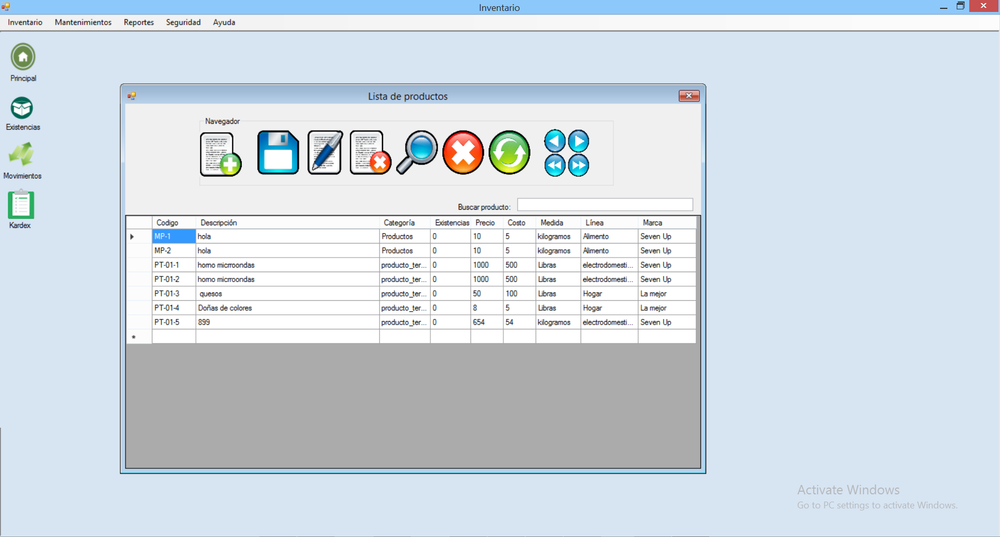 Inventario
Inventario Mantenimientos Reportes Seguridad Ayuda
Principal
Existencias
Movimientos
Kardex
Lista de productos
Navegador
Buscar producto:
Codigo Descripción Categoría Existencias Precio Costo Medida Línea Marca
MP-1 hola Productos 0 10 5 kilogramos Alimento Seven Up
MP-2 hola Productos 0 10 5 kilogramos Alimento Seven Up
PT-01-1 horno micrroondas producto_ter... 0 1000 500 Libras electrodomesti... Seven Up
PT-01-2 horno micrroondas producto_ter... 0 1000 500 Libras electrodomesti... Seven Up
PT-01-3 quesos producto_ter... 0 50 100 Libras Hogar La mejor
PT-01-4 Doñas de colores producto_ter... 0 8 5 Libras Hogar La mejor
PT-01-5 899 producto_ter... 0 654 54 kilogramos electrodomesti... Seven Up
Activate Windows
Go to PC settings to activate Windows.